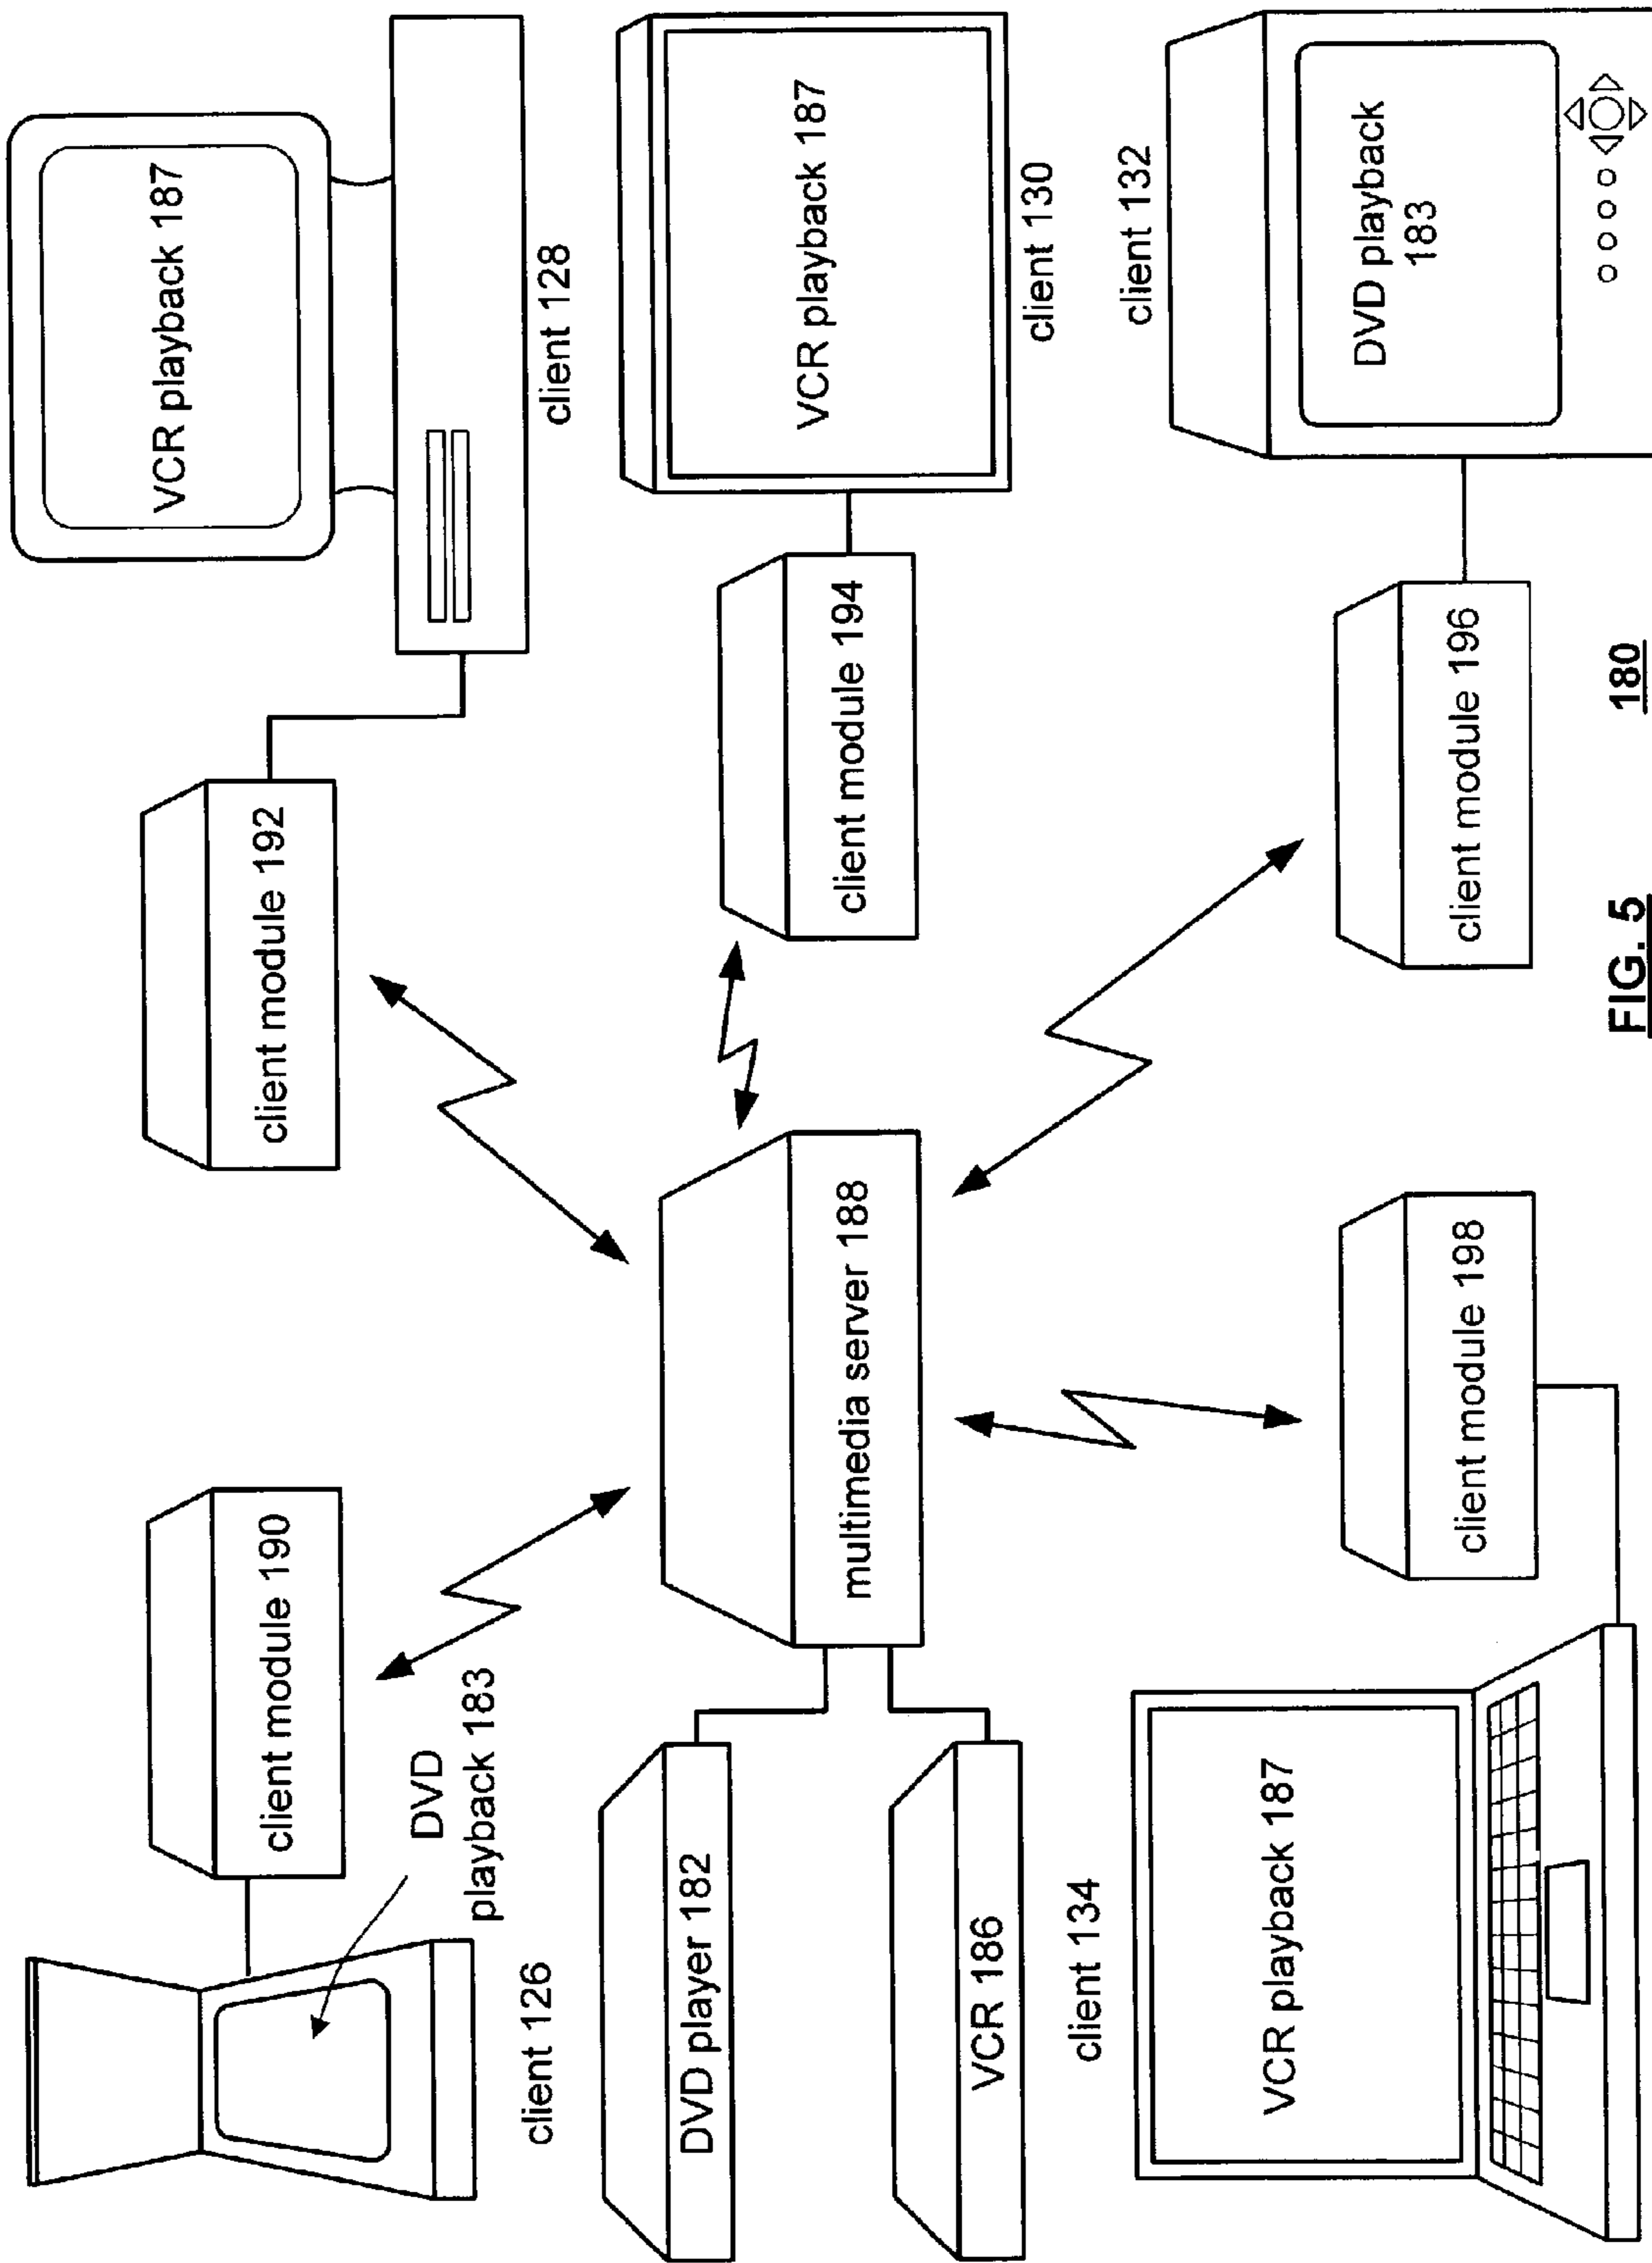 client module 190
DVD
playback 183
client 126
client module 192
VCR playback 187
client 128
DVD player 182
VCR 186
multimedia server 188
client module 194
VCR playback 187
client 130
client 134
VCR playback 187
client module 198
client module 196
client 132
DVD playback
183
FIG. 5
180